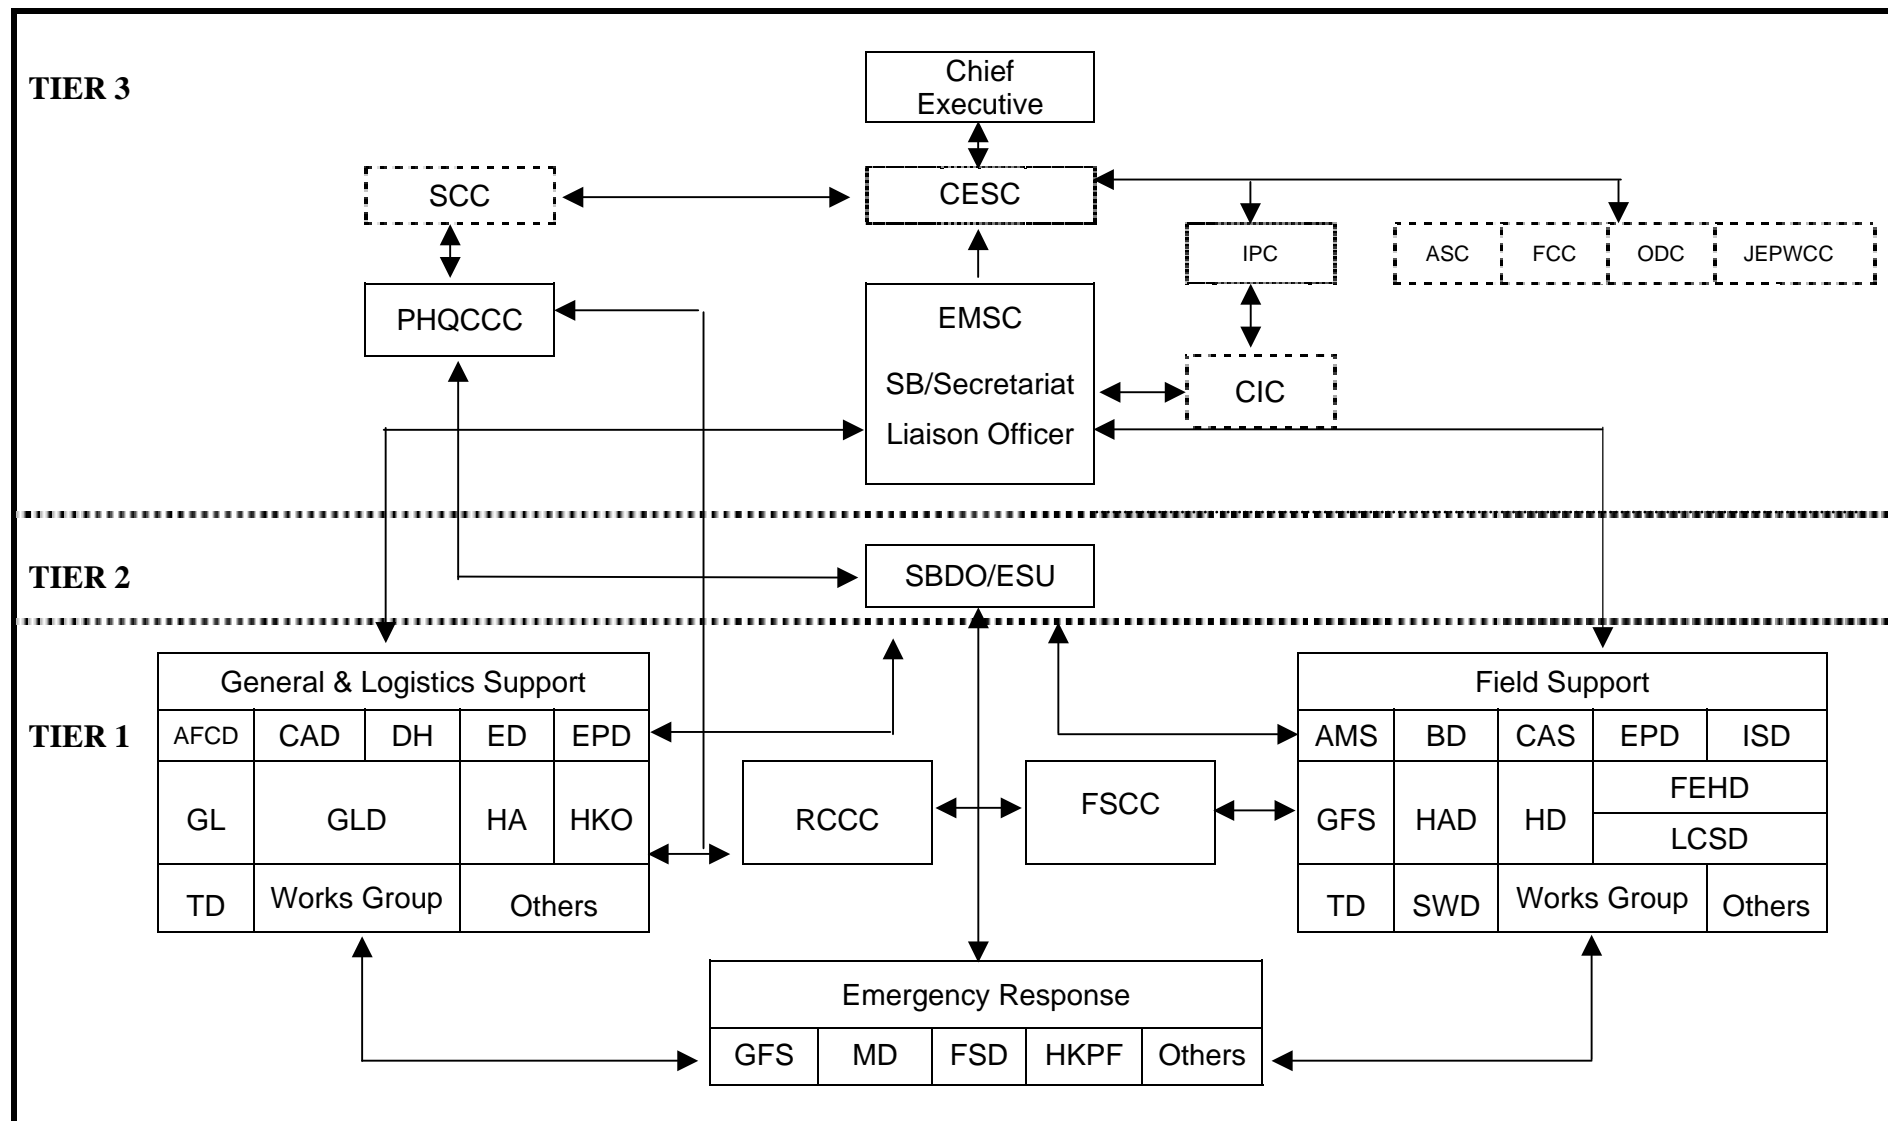 TIER 3
Chief
Executive
SCC
CESC
IPC
ASC
FCC
ODC
JEPWCC
PHQCCC
EMSC
SB/Secretariat
Liaison Officer
CIC
TIER 2
SBDO/ESU
TIER 1
General & Logistics Support
AFCD
CAD
DH
ED
EPD
GL
GLD
HA
HKO
TD
Works Group
Others
RCCC
FSCC
Field Support
AMS
BD
CAS
EPD
ISD
GFS
HAD
HD
FEHD
LCSD
TD
SWD
Works Group
Others
Emergency Response
GFS
MD
FSD
HKPF
Others